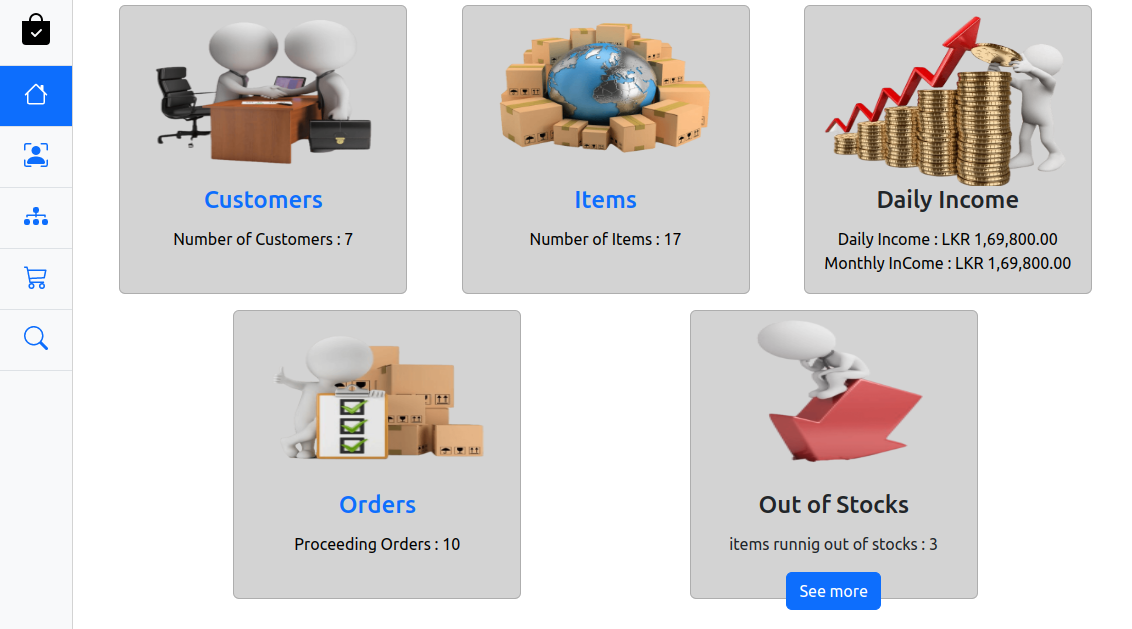 Customers
Number of Customers : 7
Items
Number of Items : 17
Daily Income
Daily Income : LKR 1,69,800.00
Monthly InCome : LKR 1,69,800.00
Orders
Proceeding Orders : 10
Out of Stocks
items runnig out of stocks : 3
See more